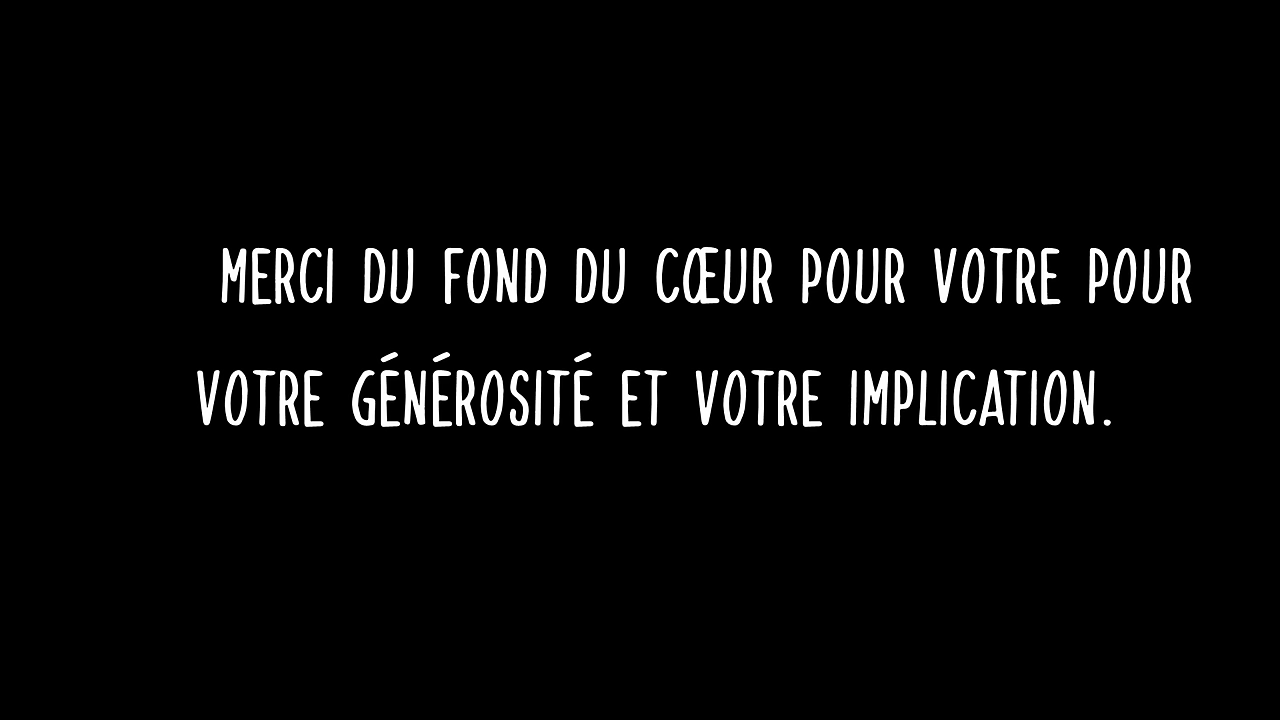 MERCI DU FOND DU CŒUR POUR VOTRE POUR
VOTRE GÉNÉROSITÉ ET VOTRE IMPLICATION.